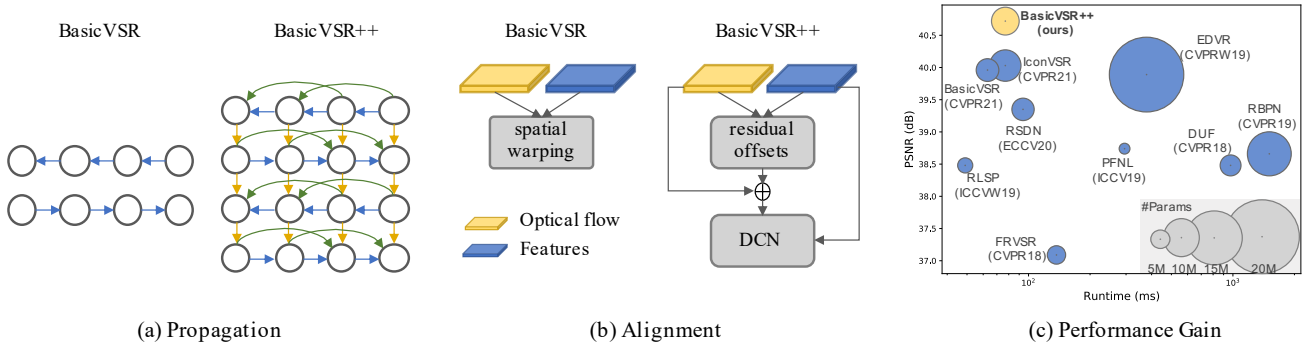 BasicVSR
BasicVSR++
(a) Propagation
BasicVSR
BasicVSR++
spatial
warping
residual
offsets
DCN
Optical flow
Features
(b) Alignment
PSNR (dB)
40.5
40.0
39.5
39.0
38.5
38.0
37.5
37.0
BasicVSR++
(ours)
EDVR
(CVPRW19)
IconVSR
(CVPR21)
BasicVSR
(CVPR21)
RSDN
(ECCV20)
RBPN
(CVPR19)
DUF
(CVPR18)
PFNL
(ICCV19)
RLSP
(ICCVW19)
FRVSR
(CVPR18)
#Params
5M 10M 15M 20M
10² 10³
Runtime (ms)
(c) Performance Gain